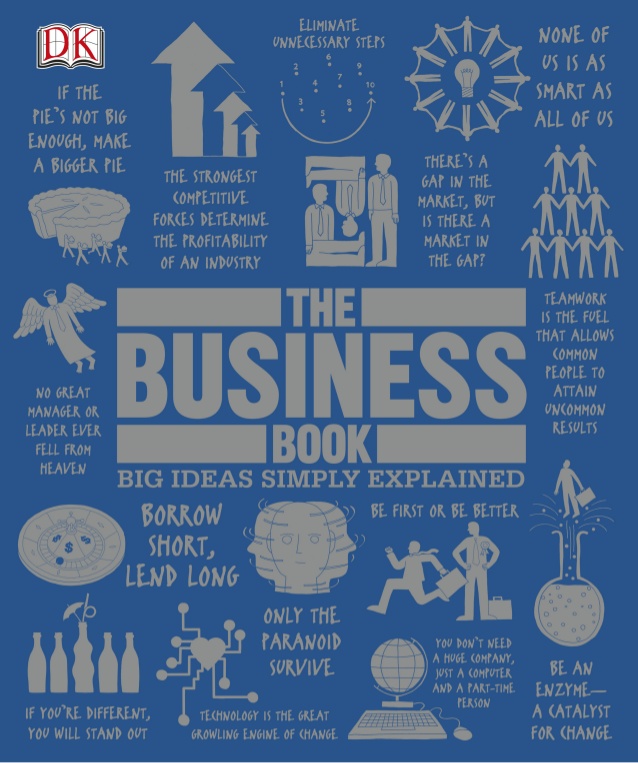 DK
IF THE
PIE'S NOT BIG
ENOUGH, MAKE
A BIGGER PIE
THE STRONGEST
COMPETITIVE
FORCES DETERMINE
THE PROFITABILITY
OF AN INDUSTRY
ELIMINATE
UNNECESSARY STEPS
1
2
3
4
5
6
7
8
9
10
NONE OF
US IS AS
SMART AS
ALL OF US
THERE'S A
GAP IN THE
MARKET, BUT
IS THERE A
MARKET IN
THE GAP?
TEAMWORK
IS THE FUEL
THAT ALLOWS
COMMON
PEOPLE TO
ATTAIN
UNCOMMON
RESULTS
NO GREAT
MANAGER OR
LEADER EVER
FELL FROM
HEAVEN
THE
BUSINESS
BOOK
BIG IDEAS SIMPLY EXPLAINED
BORROW
SHORT,
LEND LONG
$
$
$
BE FIRST OR BE BETTER
ONLY THE
PARANOID
SURVIVE
IF YOU'RE DIFFERENT,
YOU WILL STAND OUT
TECHNOLOGY IS THE GREAT
GROWLING ENGINE OF CHANGE
YOU DON'T NEED
A HUGE COMPANY,
JUST A COMPUTER
AND A PART-TIME
PERSON
BE AN
ENZYME—
A CATALYST
FOR CHANGE